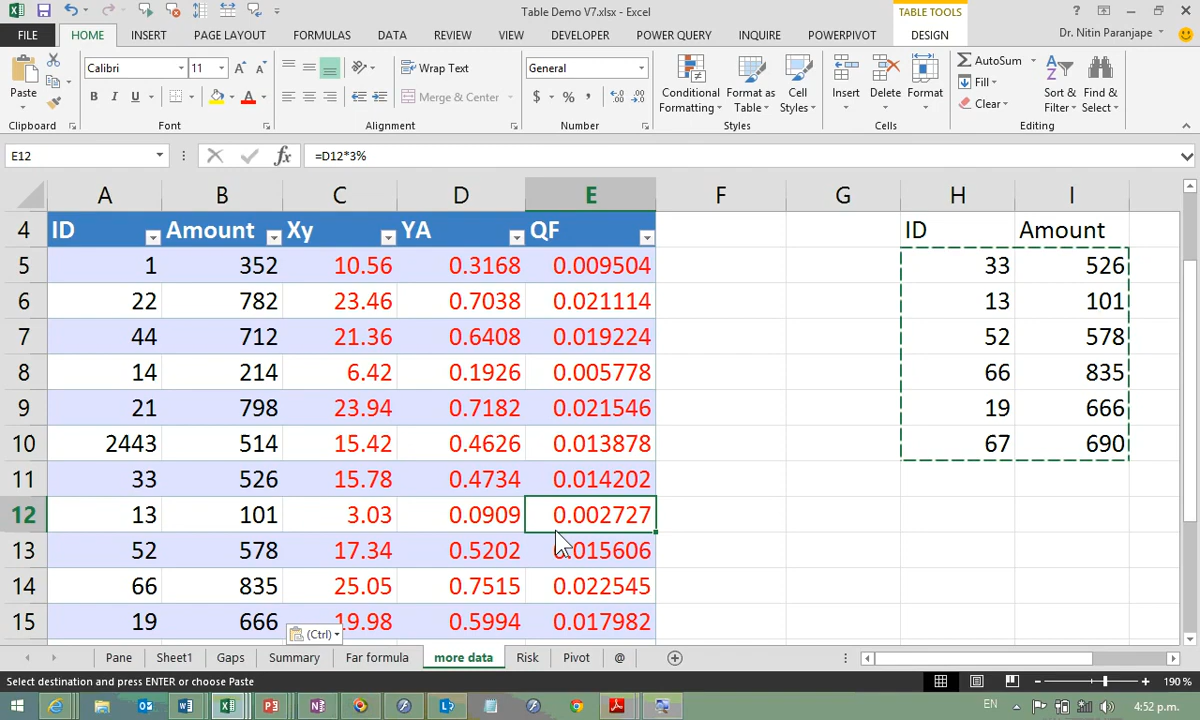 Table Demo V7.xlsx - Excel
TABLE TOOLS
FILE HOME INSERT PAGE LAYOUT FORMULAS DATA REVIEW VIEW DEVELOPER POWER QUERY INQUIRE POWERPIVOT DESIGN Dr. Nitin Paranjape
Paste
Calibri 11
B I U
Wrap Text
Merge & Center
General
$ % ,
Conditional Formatting
Format as Table
Cell Styles
Insert Delete Format
AutoSum
Fill
Clear
Sort & Filter
Find & Select
Clipboard Font Alignment Number Styles Cells Editing
E12 fx =D12*3%
A B C D E F G H I
4 ID Amount Xy YA QF ID Amount
5 1 352 10.56 0.3168 0.009504 33 526
6 22 782 23.46 0.7038 0.021114 13 101
7 44 712 21.36 0.6408 0.019224 52 578
8 14 214 6.42 0.1926 0.005778 66 835
9 21 798 23.94 0.7182 0.021546 19 666
10 2443 514 15.42 0.4626 0.013878 67 690
11 33 526 15.78 0.4734 0.014202
12 13 101 3.03 0.0909 0.002727
13 52 578 17.34 0.5202 0.015606
14 66 835 25.05 0.7515 0.022545
15 19 666 19.98 0.5994 0.017982
(Ctrl)
Pane Sheet1 Gaps Summary Far formula more data Risk Pivot @
Select destination and press ENTER or choose Paste 190 %
EN 4:52 p.m.